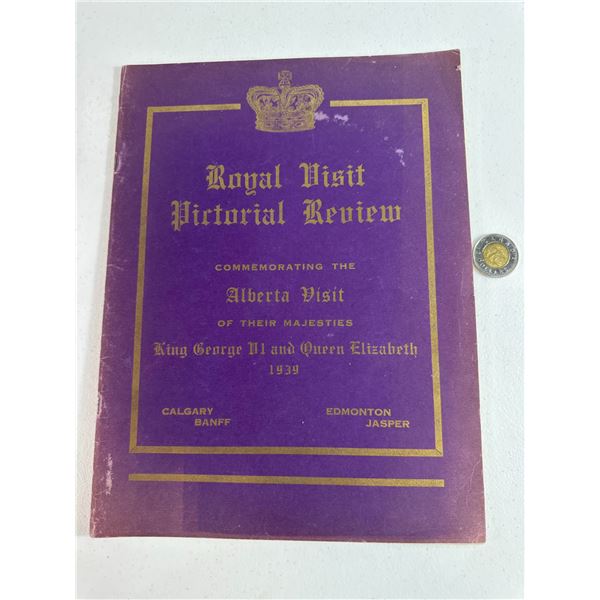 Royal Visit
Pictorial Review
COMMEMORATING THE
Alberta Visit
OF THEIR MAJESTIES
King George VI and Queen Elizabeth
1939
CALGARY
BANFF
EDMONTON
JASPER